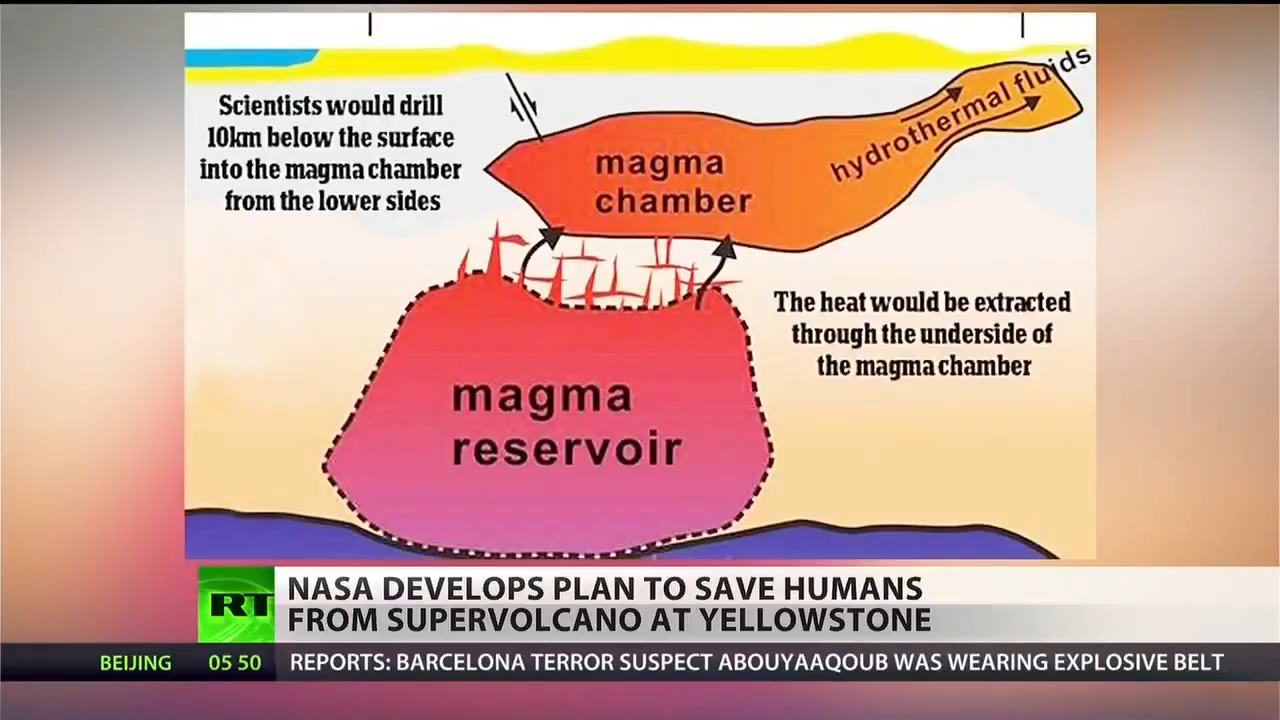 Scientists would drill
10km below the surface
into the magma chamber
from the lower sides
magma
chamber
hydrothermal fluids
The heat would be extracted
through the underside of
the magma chamber
magma
reservoir
RT
NASA DEVELOPS PLAN TO SAVE HUMANS
FROM SUPERVOLCANO AT YELLOWSTONE
BEIJING 05 50 REPORTS: BARCELONA TERROR SUSPECT ABOUYAAQOUB WAS WEARING EXPLOSIVE BELT